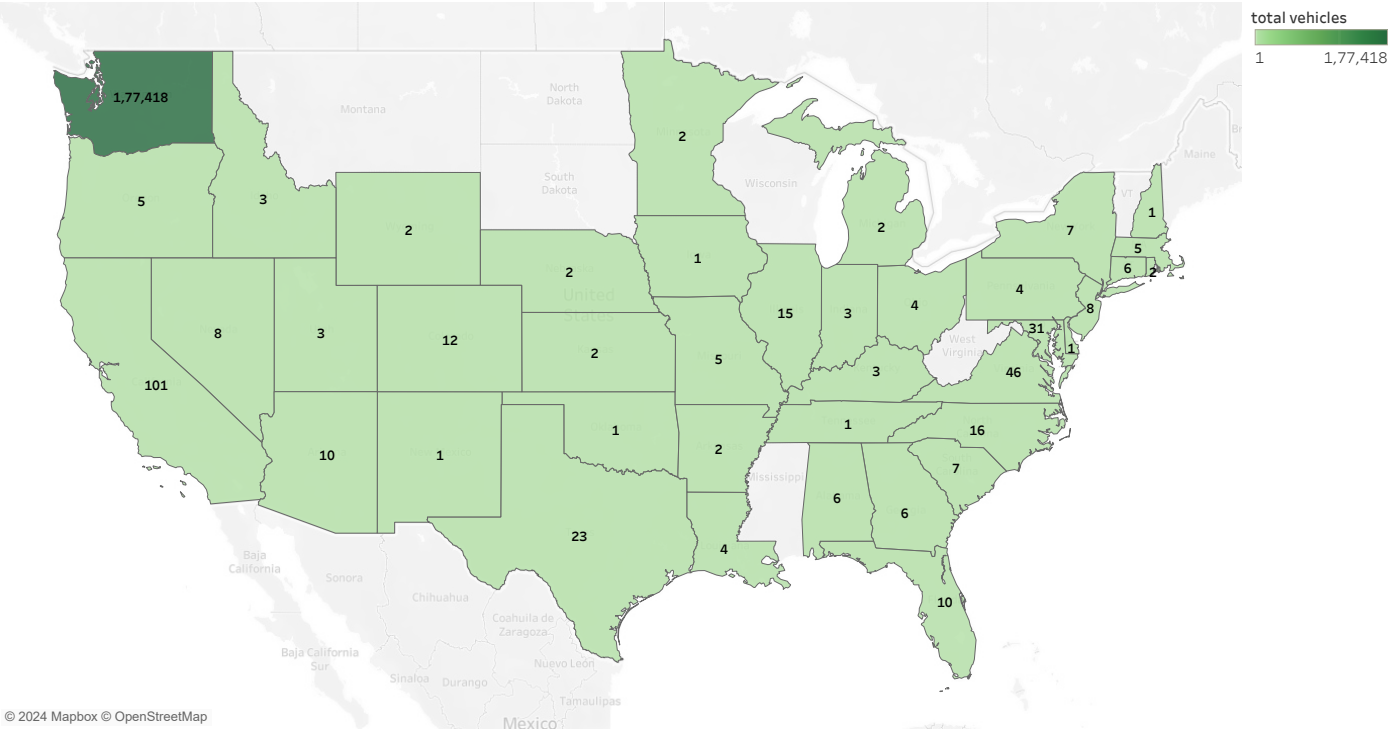 total vehicles
1 1,77,418
1,77,418
Montana
North
Dakota
2
Maine
South
Dakota
Wisconsin
VT
5
3
1
2
2
7
5
1
2
6
2
United
States
4
8
15
3
4
8
3
12
2
31
West
Virginia
1
5
3
46
101
1
16
10
1
1
2
7
Mississippi
6
6
23
4
Baja
California
Sonora
10
Chihuahua
Coahuila de
Zaragoza
Baja California
Sur
Nuevo León
Sinaloa
Durango
Tamaulipas
© 2024 Mapbox © OpenStreetMap
Mexico